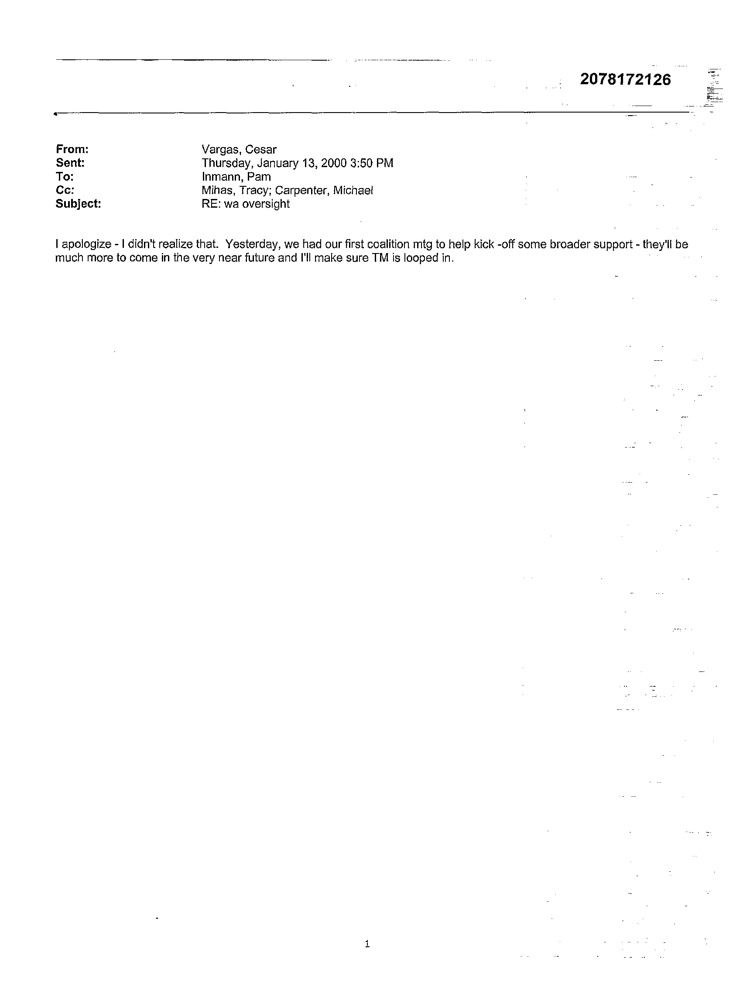 2078172126
From: Vargas, Cesar
Sent: Thursday, January 13, 2000 3:50 PM
To: Inmann, Pam
Cc: Mihas, Tracy; Carpenter, Michael
Subject: RE: wa oversight
I apologize - I didn't realize that.  Yesterday, we had our first coalition mtg to help kick -off some broader support - they'll be
much more to come in the very near future and I'll make sure TM is looped in.
1